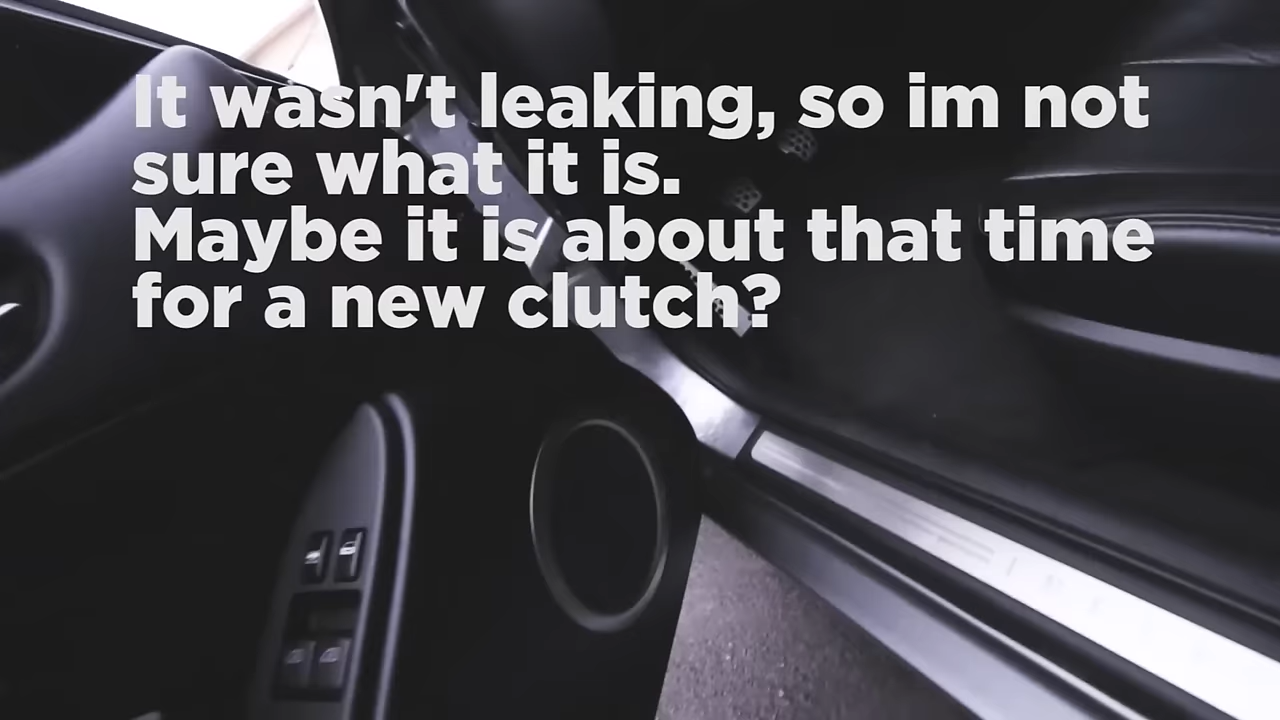 It wasn't leaking, so im not
sure what it is.
Maybe it is about that time
for a new clutch?